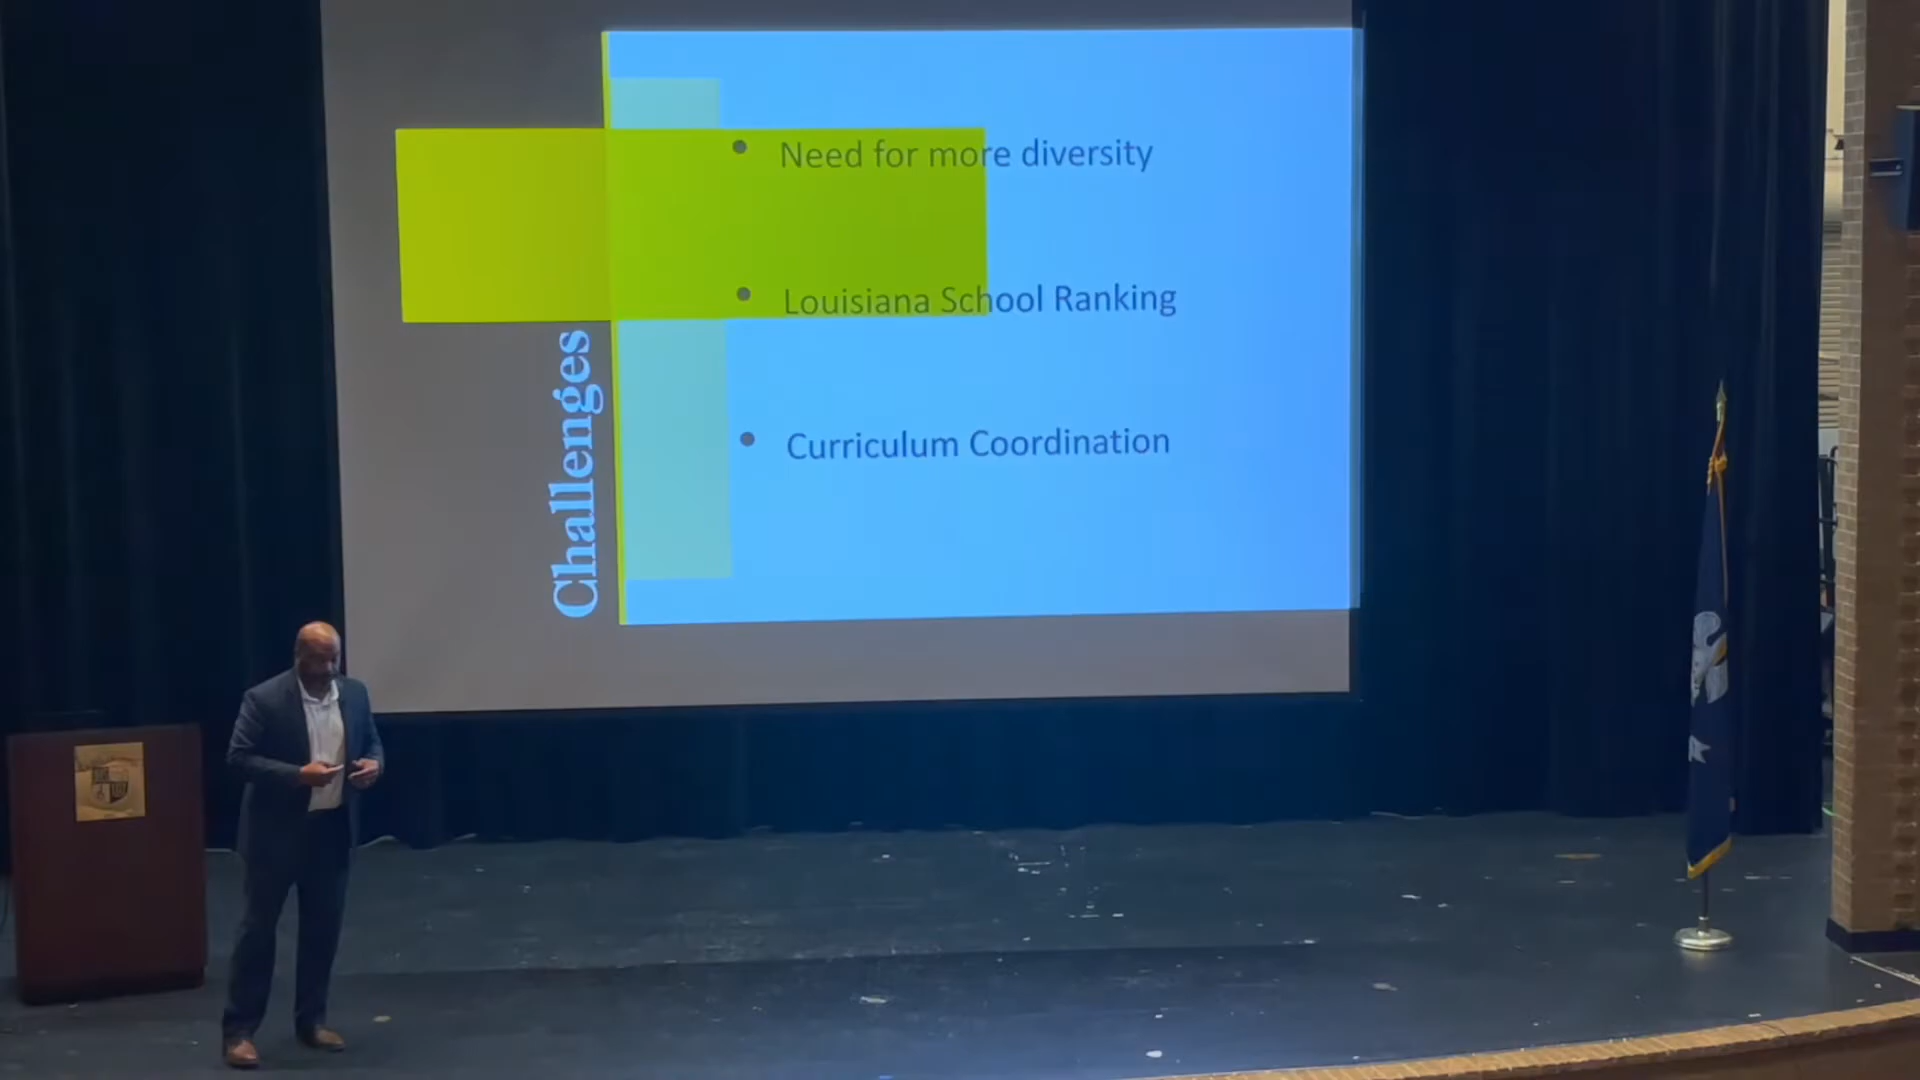 Challenges
Need for more diversity
Louisiana School Ranking
Curriculum Coordination